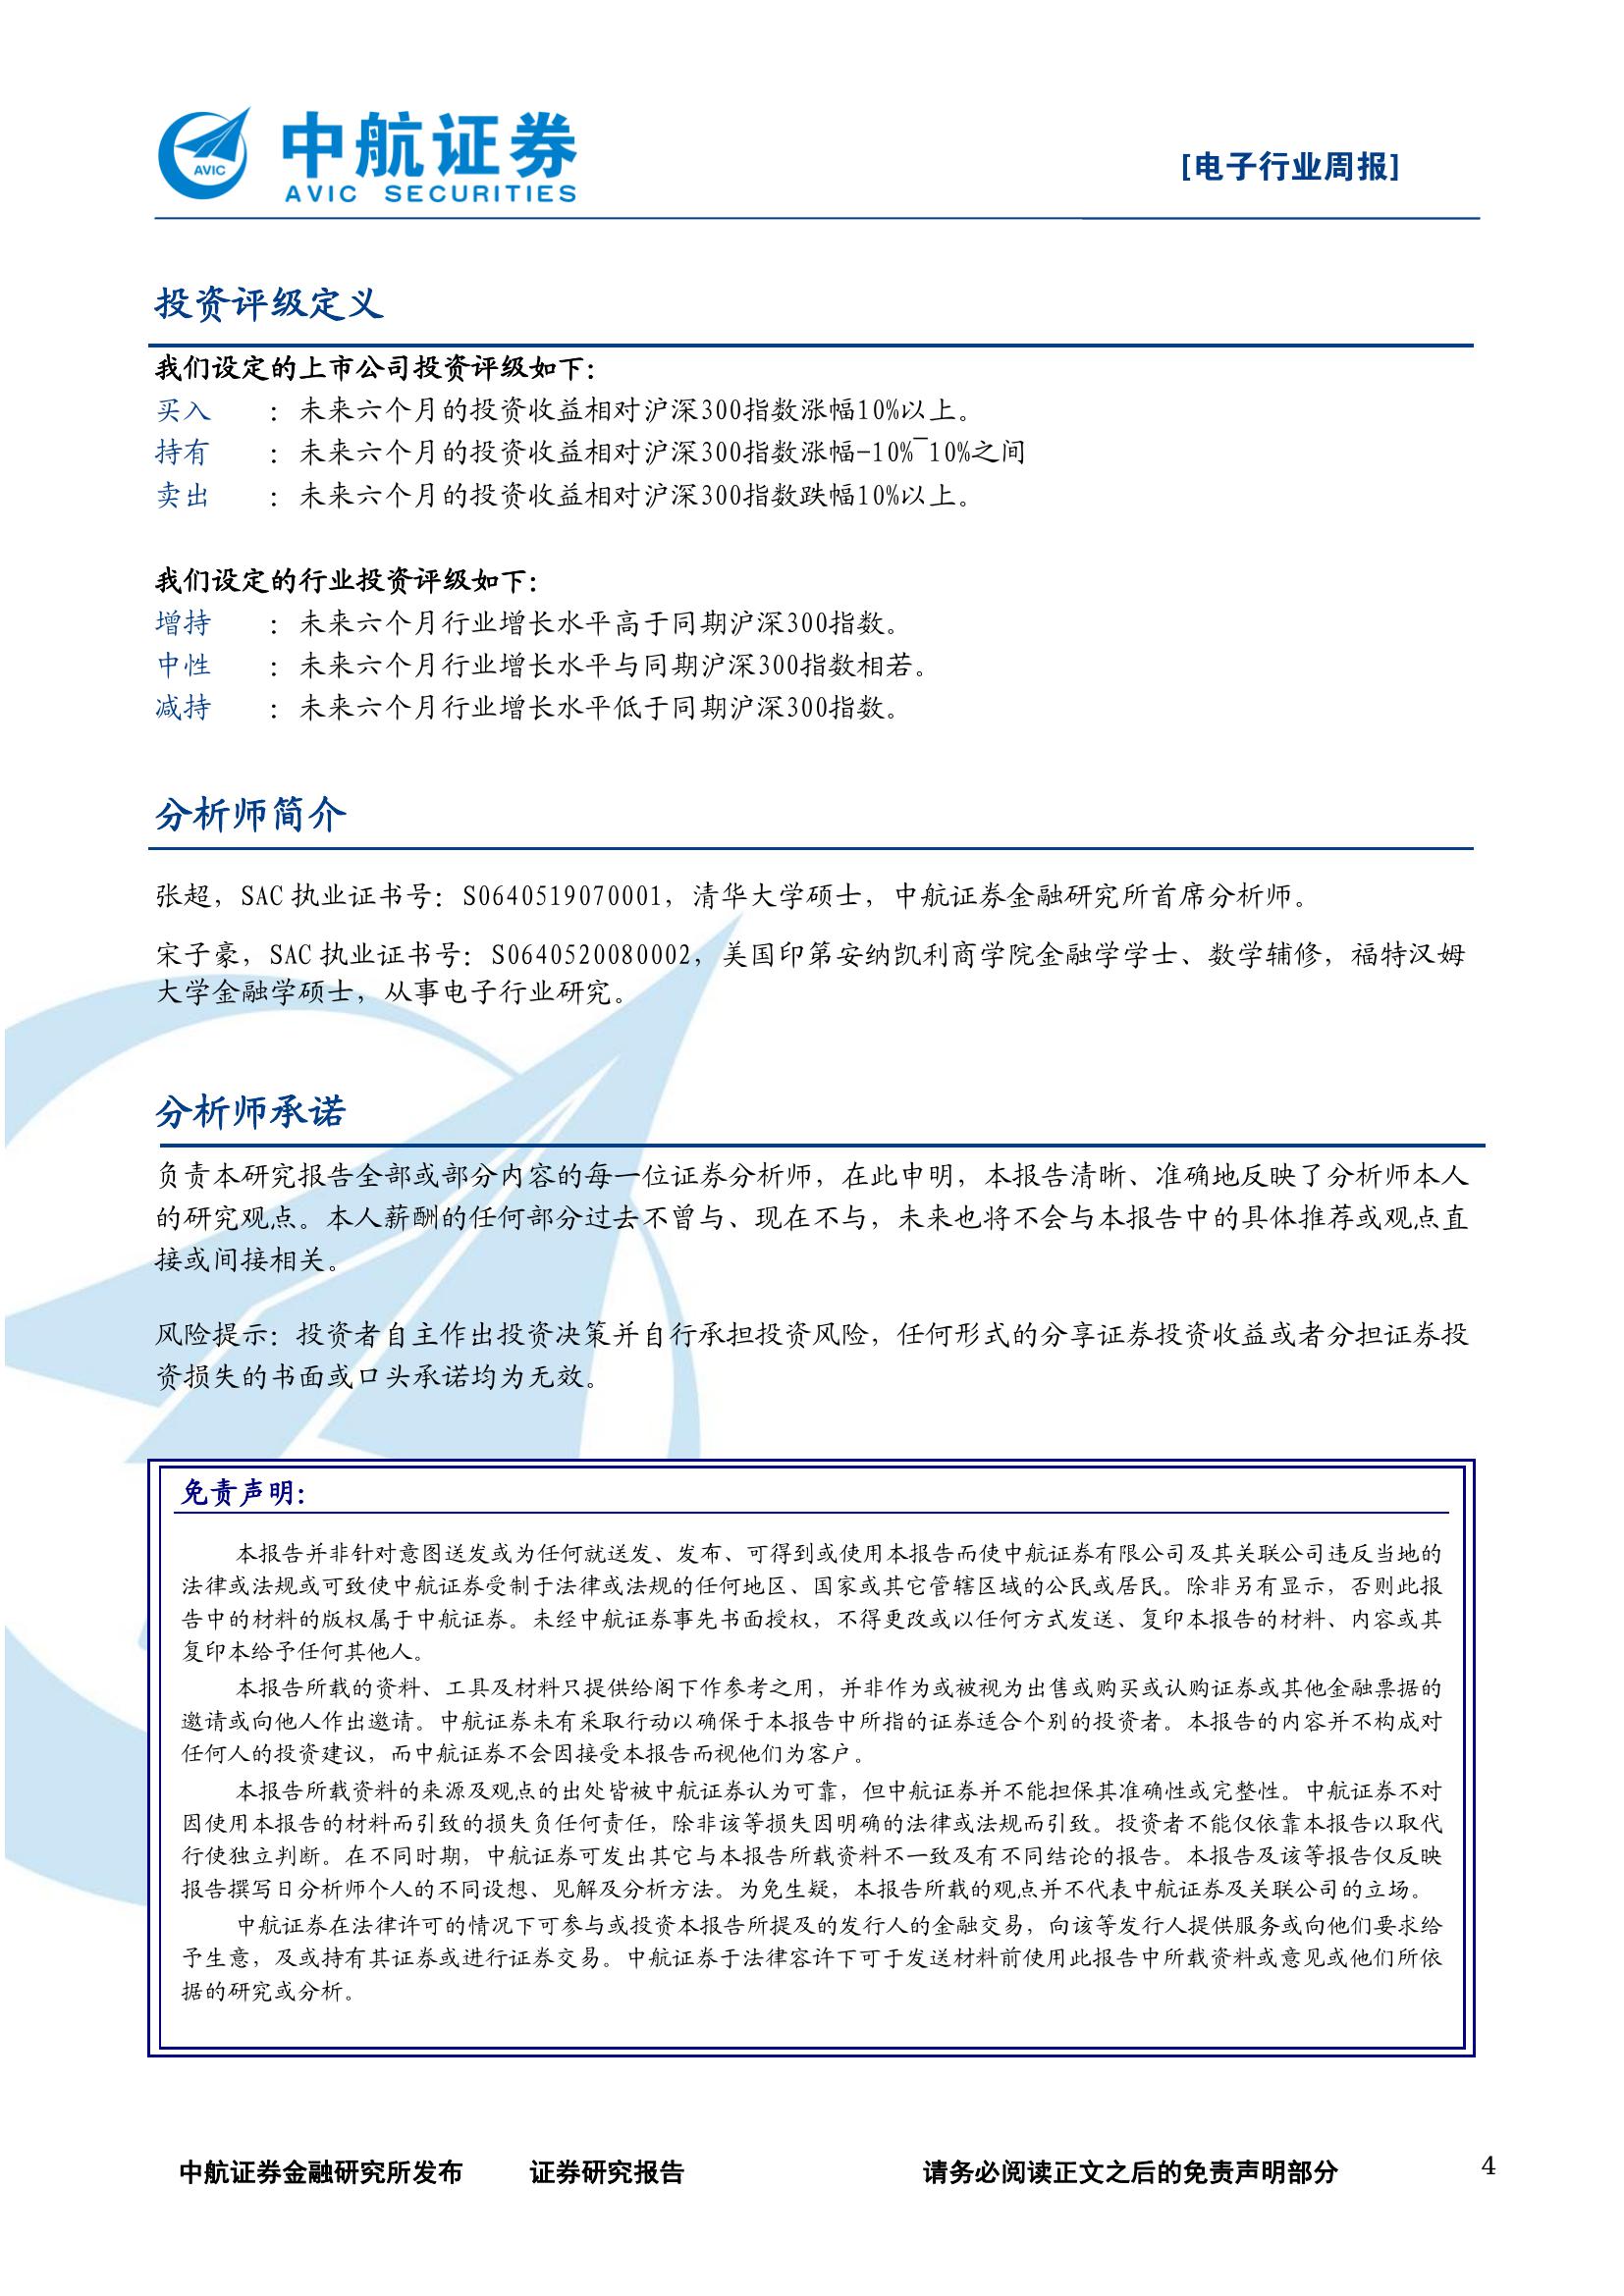 AVIC
中航证券
AVIC SECURITIES
[电子行业周报]
投资评级定义
我们设定的上市公司投资评级如下：
买入 ：未来六个月的投资收益相对沪深300指数涨幅10%以上。
持有 ：未来六个月的投资收益相对沪深300指数涨幅-10%~10%之间
卖出 ：未来六个月的投资收益相对沪深300指数跌幅10%以上。
我们设定的行业投资评级如下：
增持 ：未来六个月行业增长水平高于同期沪深300指数。
中性 ：未来六个月行业增长水平与同期沪深300指数相若。
减持 ：未来六个月行业增长水平低于同期沪深300指数。
分析师简介
张超，SAC 执业证书号：S0640519070001，清华大学硕士，中航证券金融研究所首席分析师。
宋子豪，SAC 执业证书号：S0640520080002，美国印第安纳凯利商学院金融学学士、数学辅修，福特汉姆
大学金融学硕士，从事电子行业研究。
分析师承诺
负责本研究报告全部或部分内容的每一位证券分析师，在此申明，本报告清晰、准确地反映了分析师本人
的研究观点。本人薪酬的任何部分过去不曾与、现在不与，未来也将不会与本报告中的具体推荐或观点直
接或间接相关。
风险提示：投资者自主作出投资决策并自行承担投资风险，任何形式的分享证券投资收益或者分担证券投
资损失的书面或口头承诺均为无效。
免责声明：
本报告并非针对意图送发或为任何就送发、发布、可得到或使用本报告而使中航证券有限公司及其关联公司违反当地的
法律或法规或可致使中航证券受制于法律或法规的任何地区、国家或其它管辖区域的公民或居民。除非另有显示，否则此报
告中的材料的版权属于中航证券。未经中航证券事先书面授权，不得更改或以任何方式发送、复印本报告的材料、内容或其
复印本给予任何其他人。
本报告所载的资料、工具及材料只提供给阁下作参考之用，并非作为或被视为出售或购买或认购证券或其他金融票据的
邀请或向他人作出邀请。中航证券未有采取行动以确保于本报告中所指的证券适合个别的投资者。本报告的内容并不构成对
任何人的投资建议，而中航证券不会因接受本报告而视他们为客户。
本报告所载资料的来源及观点的出处皆被中航证券认为可靠，但中航证券并不能担保其准确性或完整性。中航证券不对
因使用本报告的材料而引致的损失负任何责任，除非该等损失因明确的法律或法规而引致。投资者不能仅依靠本报告以取代
行使独立判断。在不同时期，中航证券可发出其它与本报告所载资料不一致及有不同结论的报告。本报告及该等报告仅反映
报告撰写日分析师个人的不同设想、见解及分析方法。为免生疑，本报告所载的观点并不代表中航证券及关联公司的立场。
中航证券在法律许可的情况下可参与或投资本报告所提及的发行人的金融交易，向该等发行人提供服务或向他们要求给
予生意，及或持有其证券或进行证券交易。中航证券于法律容许下可于发送材料前使用此报告中所载资料或意见或他们所依
据的研究或分析。
中航证券金融研究所发布 证券研究报告 请务必阅读正文之后的免责声明部分 4